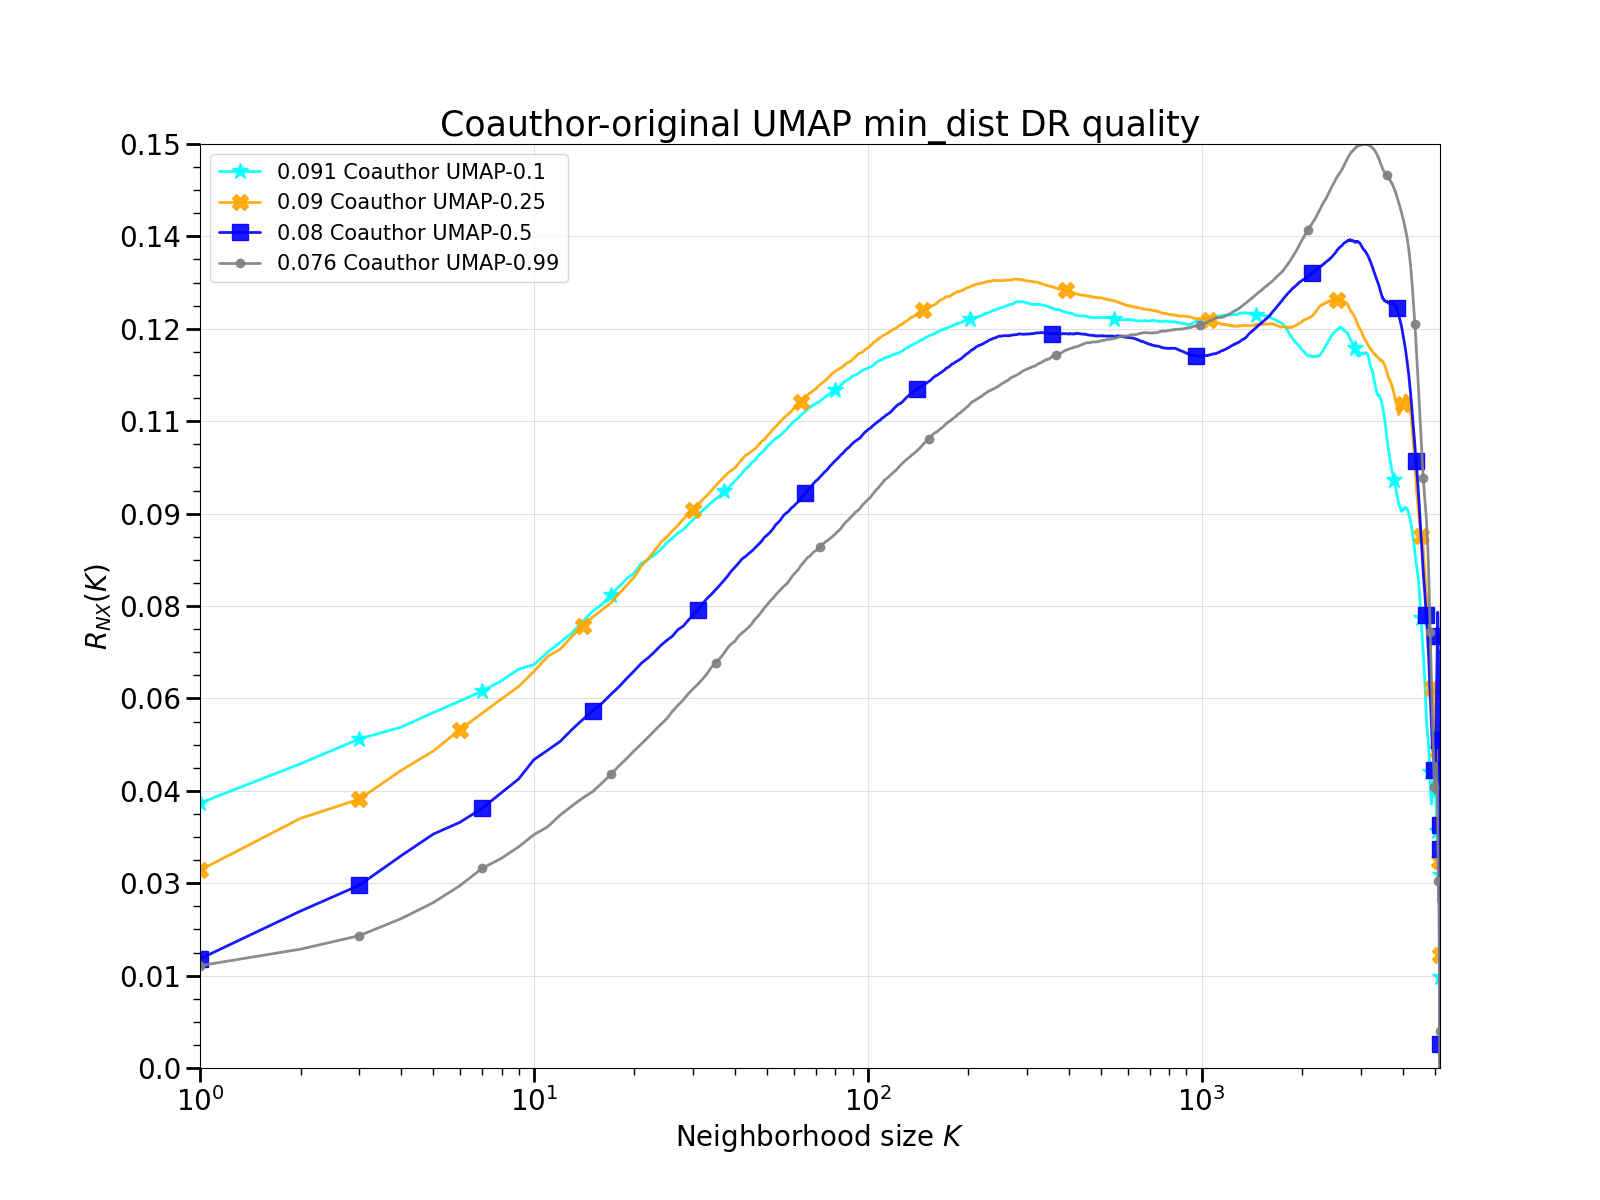 Coauthor-original UMAP min_dist DR quality
0.091 Coauthor UMAP-0.1
0.09 Coauthor UMAP-0.25
0.08 Coauthor UMAP-0.5
0.076 Coauthor UMAP-0.99
0.15
0.14
0.12
0.11
0.09
0.08
0.06
0.04
0.03
0.01
0.0
R_{NX}(K)
10^0 10^1 10^2 10^3
Neighborhood size K